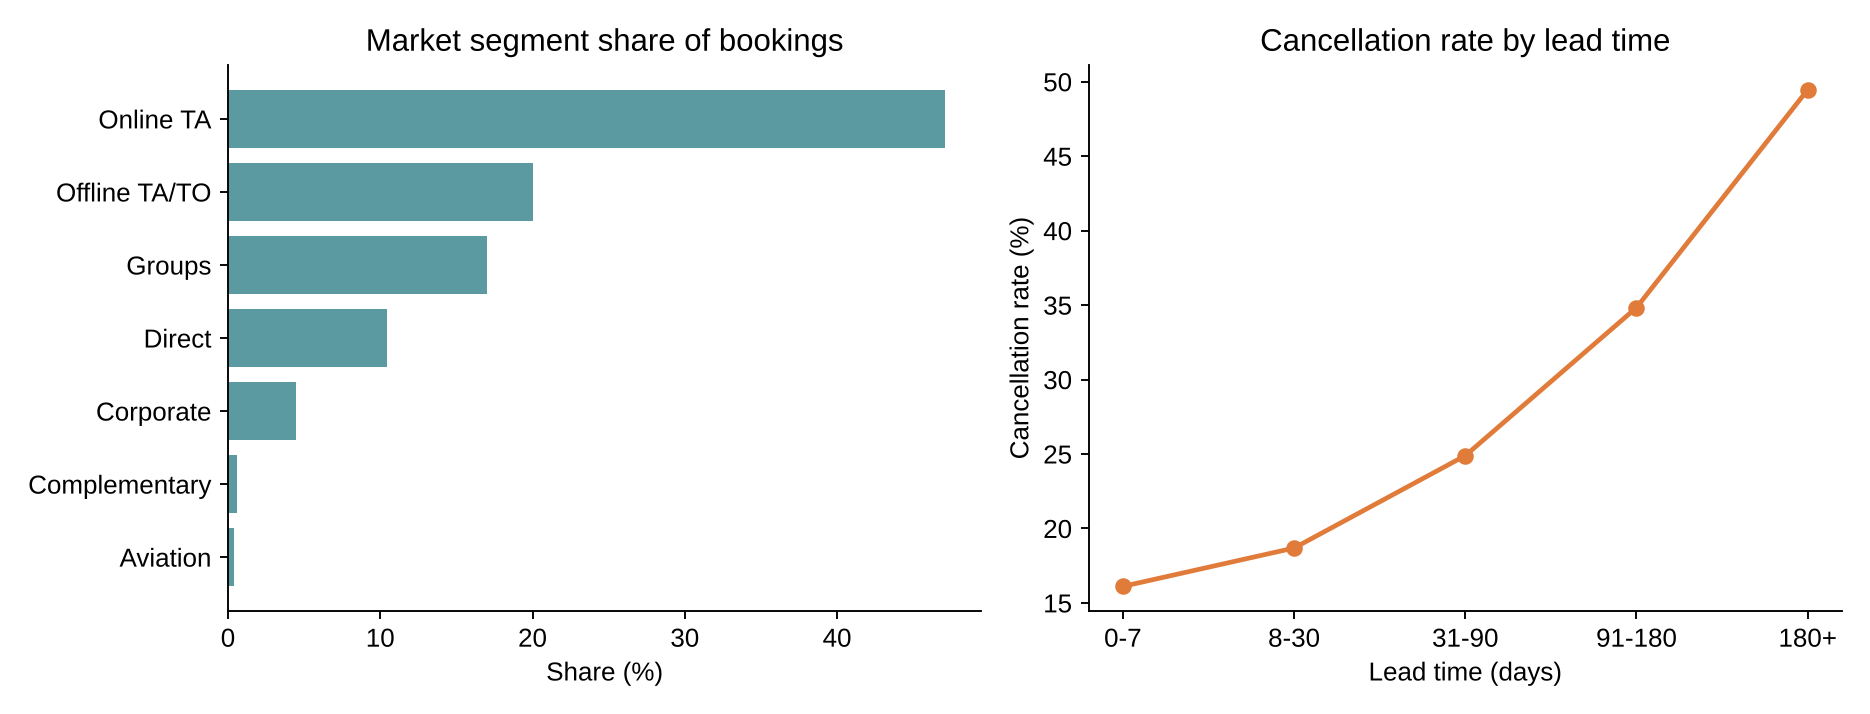 Market segment share of bookings
Online TA
Offline TA/TO
Groups
Direct
Corporate
Complementary
Aviation
0 10 20 30 40
Share (%)
Cancellation rate by lead time
Cancellation rate (%)
50
45
40
35
30
25
20
15
0-7 8-30 31-90 91-180 180+
Lead time (days)